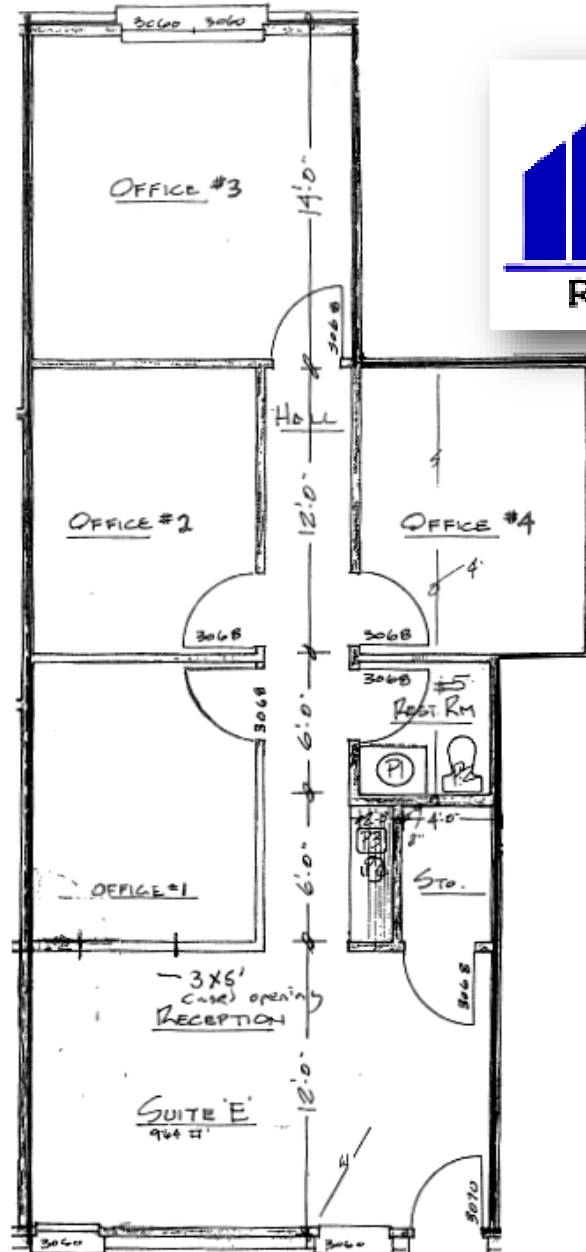 3060 3060
OFFICE #3
14'-0"
R
3068
HALL
12'-0"
OFFICE #2
OFFICE #4
4'
3068
3068
3068
3068
#5
REST. RM
6'-0"
P1
P2
4'-0"
P3
6'-0"
STO.
OFFICE #1
3X6'
cased opening
RECEPTION
3068
12'-0"
SUITE 'E'
964
3070
3060
3060